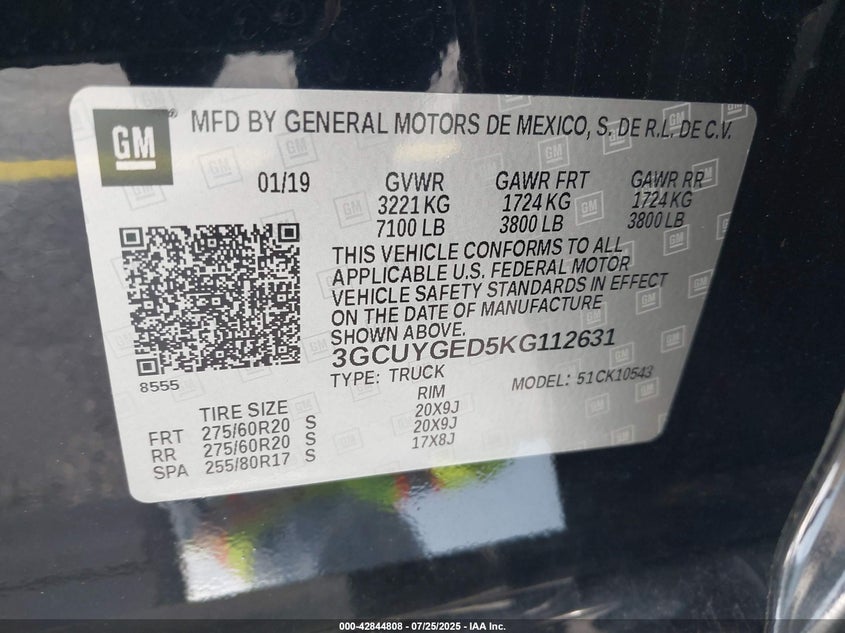 GM
MFD BY GENERAL MOTORS DE MEXICO, S. DE R.L. DE C.V.
01/19 GVWR GAWR FRT GAWR RR
3221 KG 1724 KG 1724 KG
7100 LB 3800 LB 3800 LB
THIS VEHICLE CONFORMS TO ALL
APPLICABLE U.S. FEDERAL MOTOR
VEHICLE SAFETY STANDARDS IN EFFECT
ON THE DATE OF MANUFACTURE
SHOWN ABOVE.
3GCUYGED5KG112631
8555 TYPE: TRUCK MODEL: 51CK10543
TIRE SIZE RIM
FRT 275/60R20 S 20X9J
RR 275/60R20 S 20X9J
SPA 255/80R17 S 17X8J
000-42844808 - 07/25/2025 - IAA Inc.